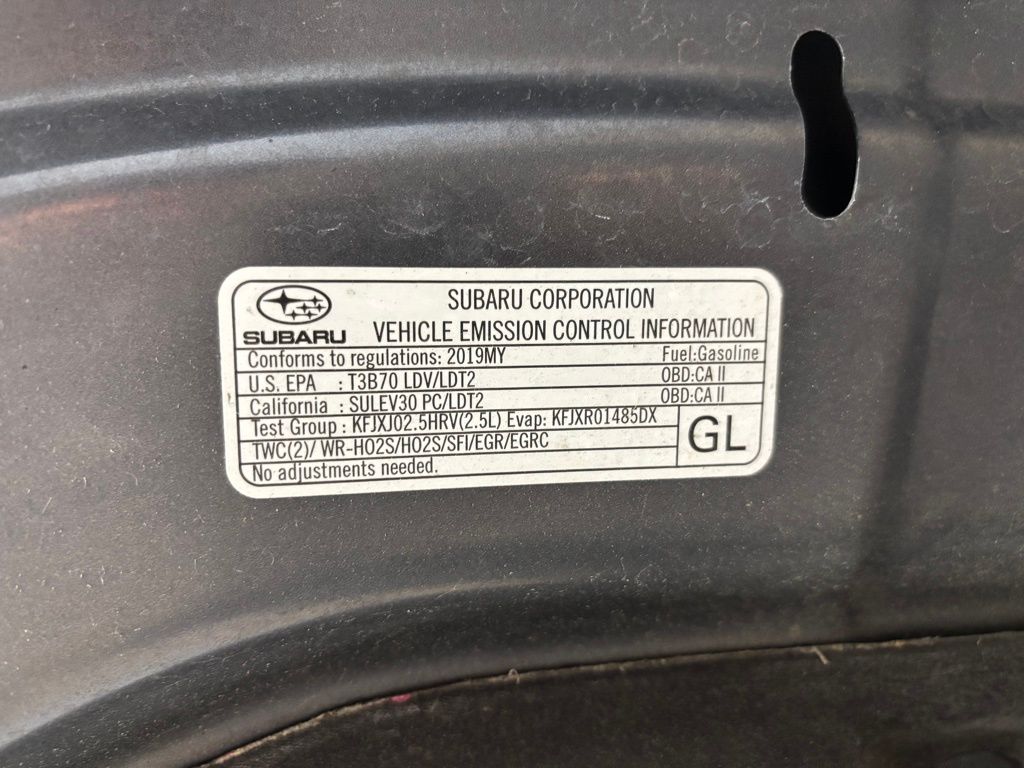 SUBARU CORPORATION
SUBARU VEHICLE EMISSION CONTROL INFORMATION
Conforms to regulations: 2019MY Fuel:Gasoline
U.S. EPA : T3B70 LDV/LDT2 OBD:CA II
California : SULEV30 PC/LDT2 OBD:CA II
Test Group : KFJXJ02.5HRV(2.5L) Evap: KFJXR01485DX
TWC(2)/ WR-HO2S/HO2S/SFI/EGR/EGRC
GL
No adjustments needed.